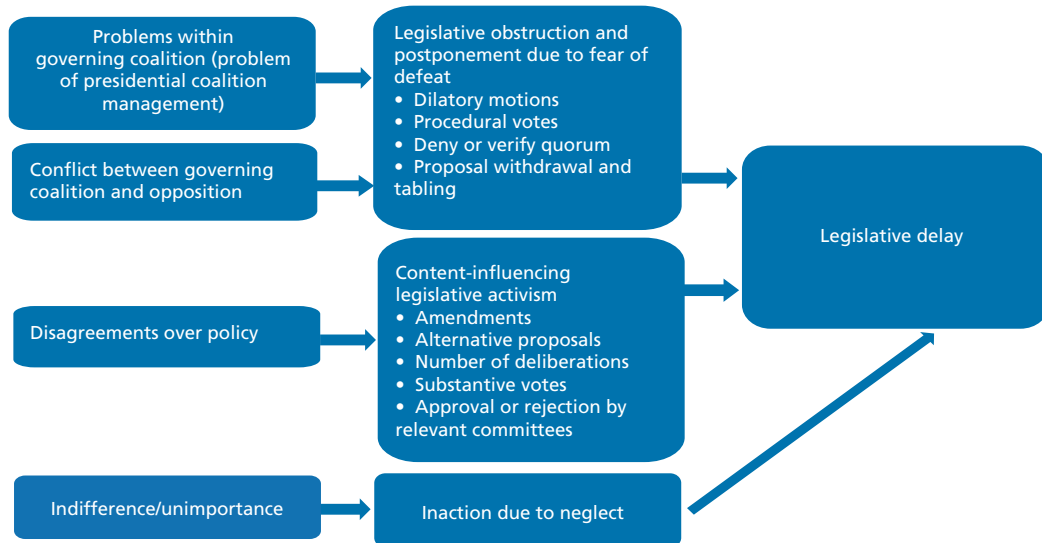 Problems within
governing coalition (problem
of presidential coalition
management)
Conflict between governing
coalition and opposition
Legislative obstruction and
postponement due to fear of
defeat
• Dilatory motions
• Procedural votes
• Deny or verify quorum
• Proposal withdrawal and
tabling
Legislative delay
Disagreements over policy
Content-influencing
legislative activism
• Amendments
• Alternative proposals
• Number of deliberations
• Substantive votes
• Approval or rejection by
relevant committees
Indifference/unimportance
Inaction due to neglect